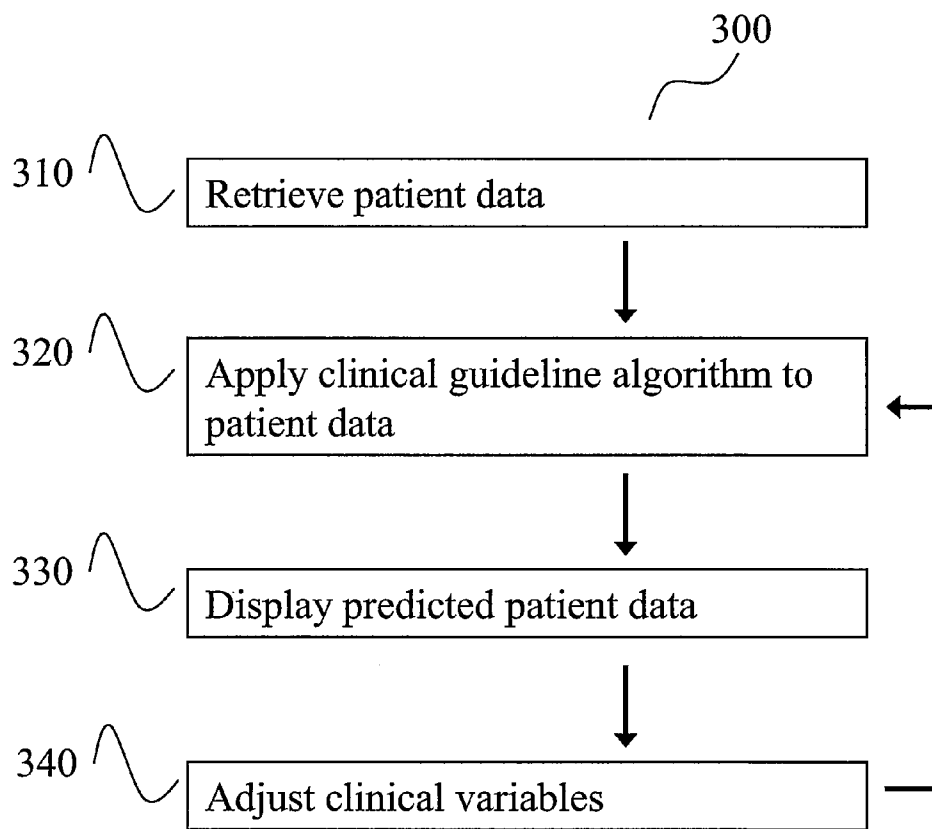 300
310
Retrieve patient data
320
Apply clinical guideline algorithm to
patient data
330
Display predicted patient data
340
Adjust clinical variables